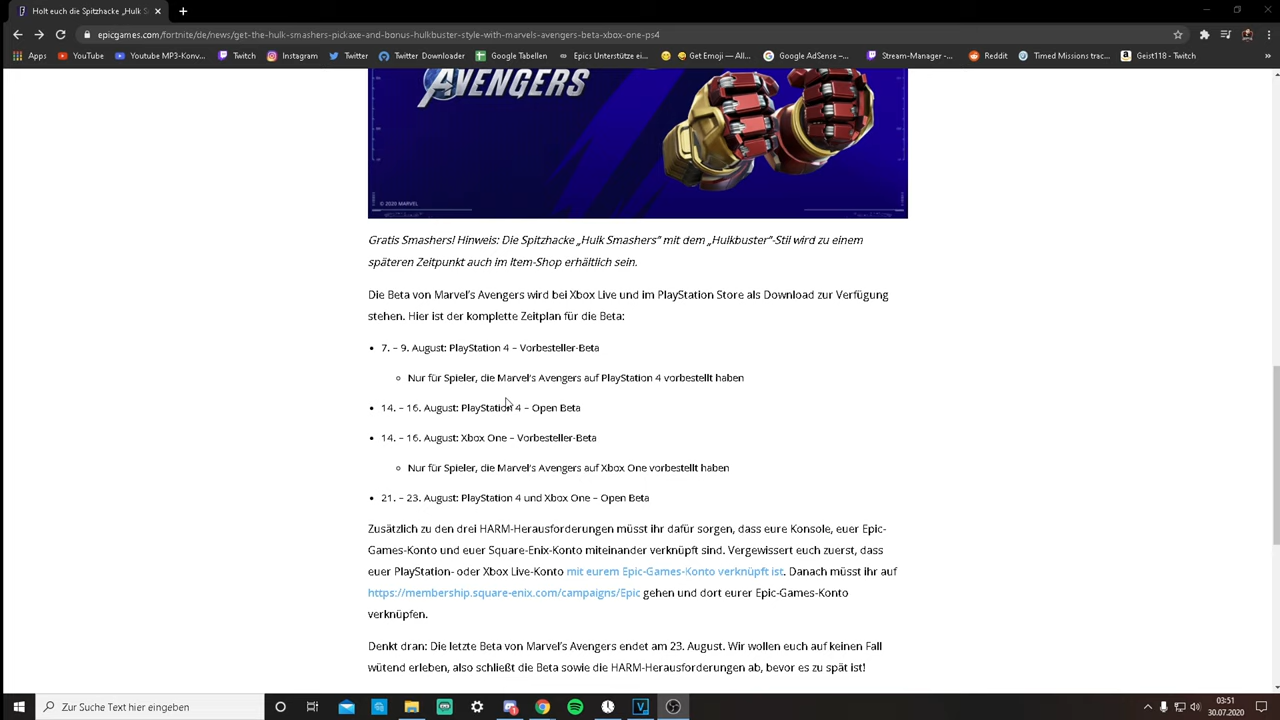 Holt euch die Spitzhacke „Hulk S
epicgames.com/fortnite/de/news/get-the-hulk-smashers-pickaxe-and-bonus-hulkbuster-style-with-marvels-avengers-beta-xbox-one-ps4
Apps YouTube Youtube MP3-Konv... Instagram Twitter Twitter Downloader Google Tabellen Epics Unterstütze ei... Get Emoji — All... Google AdSense –... Stream-Manager -... Reddit Timed Missions trac... Geist118 - Twitch »
AVENGERS
© 2020 MARVEL
Gratis Smashers! Hinweis: Die Spitzhacke „Hulk Smashers“ mit dem „Hulkbuster“-Stil wird zu einem
späteren Zeitpunkt auch im Item-Shop erhältlich sein.
Die Beta von Marvel’s Avengers wird bei Xbox Live und im PlayStation Store als Download zur Verfügung
stehen. Hier ist der komplette Zeitplan für die Beta:
• 7. – 9. August: PlayStation 4 – Vorbesteller-Beta
Nur für Spieler, die Marvel’s Avengers auf PlayStation 4 vorbestellt haben
• 14. – 16. August: PlayStation 4 – Open Beta
• 14. – 16. August: Xbox One – Vorbesteller-Beta
Nur für Spieler, die Marvel’s Avengers auf Xbox One vorbestellt haben
• 21. – 23. August: PlayStation 4 und Xbox One – Open Beta
Zusätzlich zu den drei HARM-Herausforderungen müsst ihr dafür sorgen, dass eure Konsole, euer Epic-
Games-Konto und euer Square-Enix-Konto miteinander verknüpft sind. Vergewissert euch zuerst, dass
euer PlayStation- oder Xbox Live-Konto mit eurem Epic-Games-Konto verknüpft ist. Danach müsst ihr auf
https://membership.square-enix.com/campaigns/Epic gehen und dort eurer Epic-Games-Konto
verknüpfen.
Denkt dran: Die letzte Beta von Marvel’s Avengers endet am 23. August. Wir wollen euch auf keinen Fall
wütend erleben, also schließt die Beta sowie die HARM-Herausforderungen ab, bevor es zu spät ist!
Zur Suche Text hier eingeben
03:51
30.07.2020